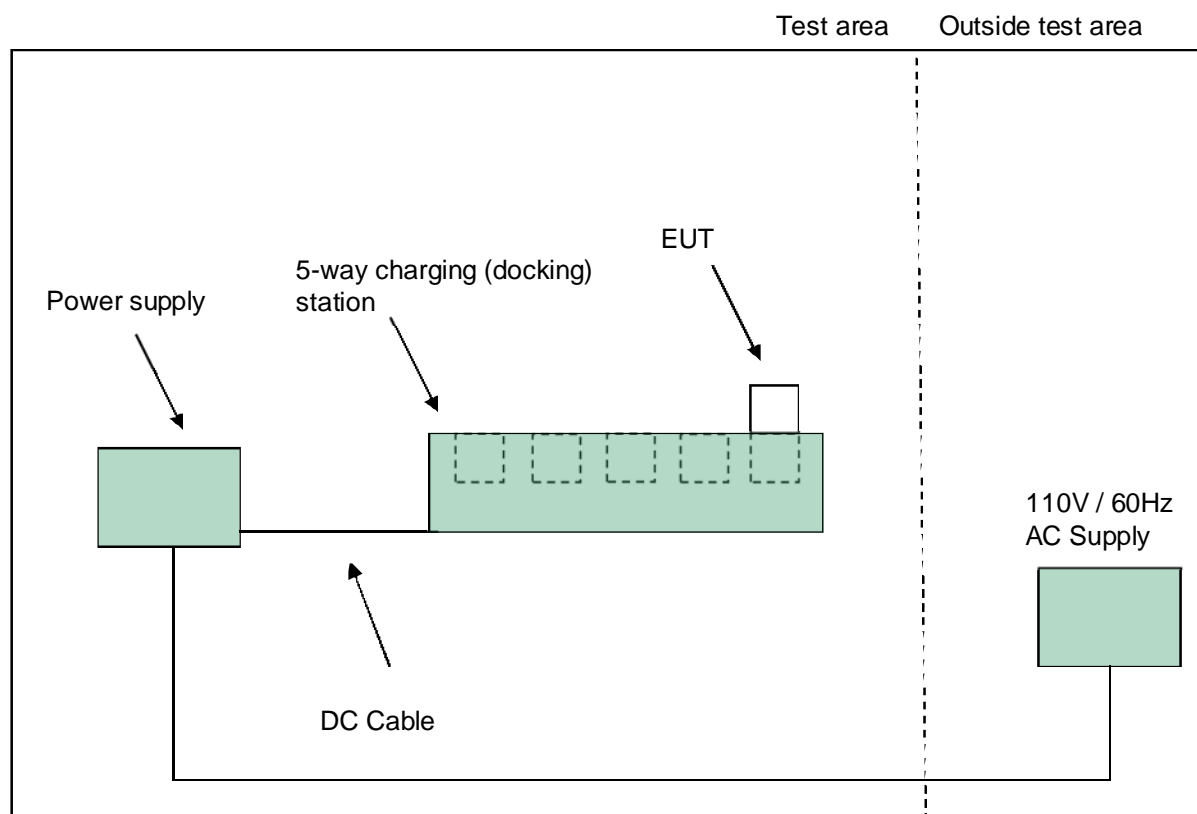 Test area
Outside test area
EUT
5-way charging (docking)
station
Power supply
110V / 60Hz
AC Supply
DC Cable